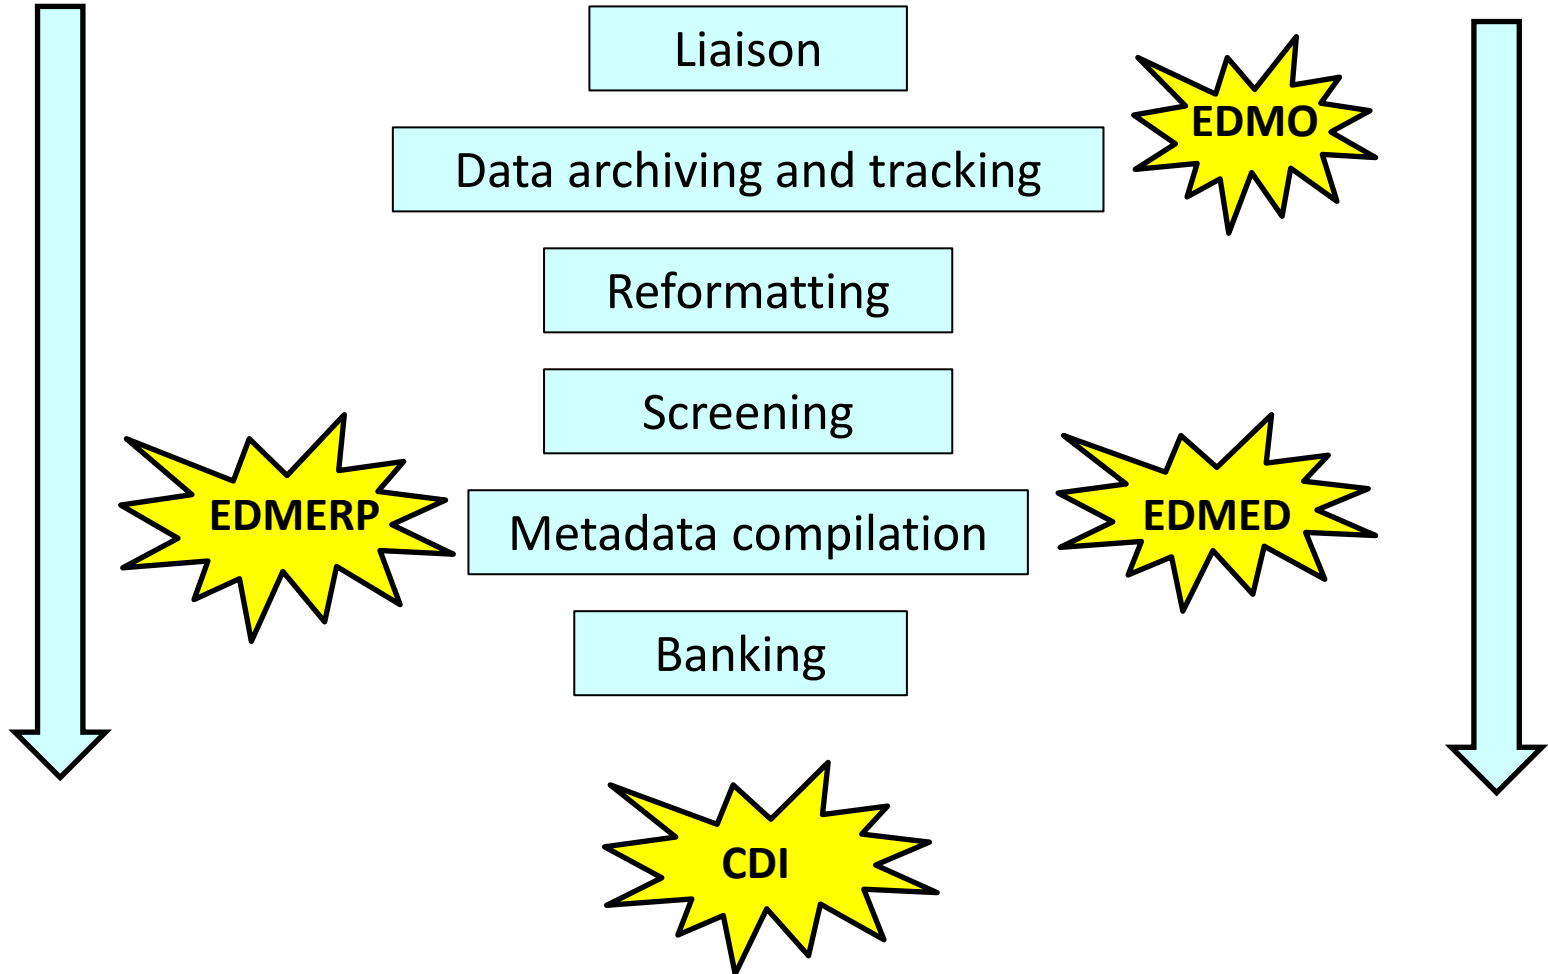 Liaison
EDMO
Data archiving and tracking
Reformatting
Screening
EDMERP
Metadata compilation
EDMED
Banking
CDI